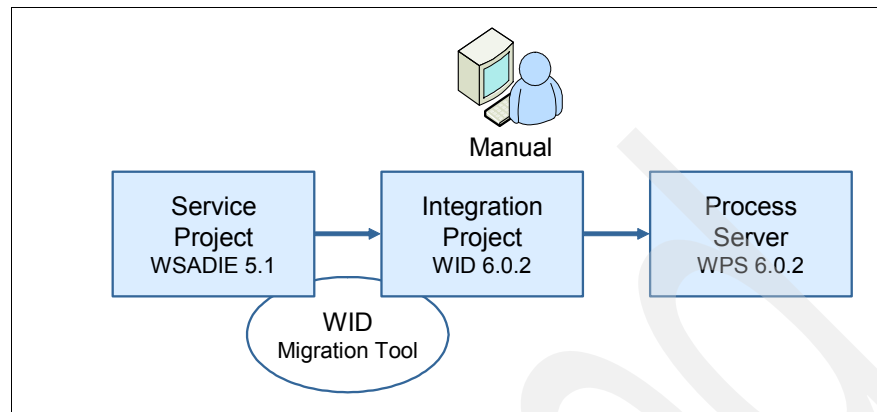 Manual
Service
Project
WSADIE 5.1
Integration
Project
WID 6.0.2
Process
Server
WPS 6.0.2
WID
Migration Tool